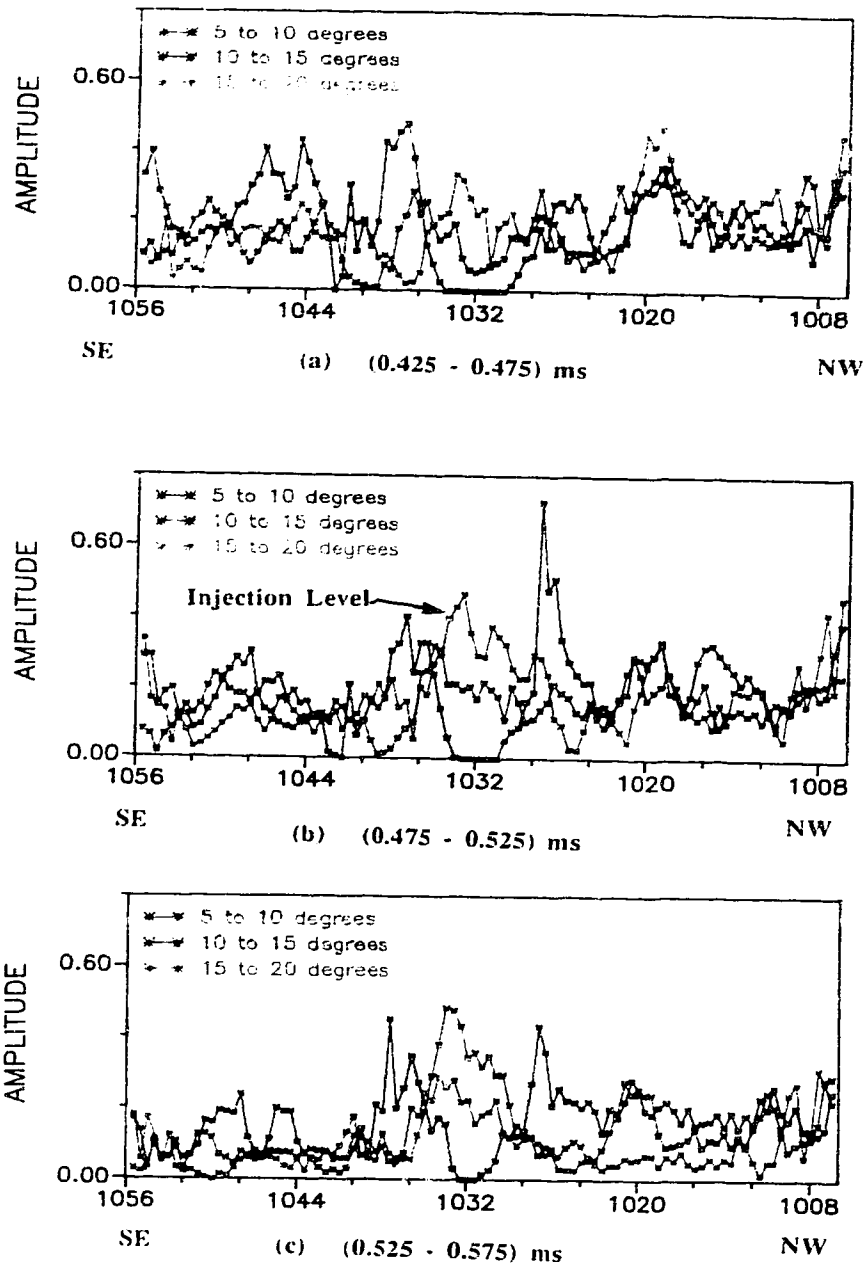 5 to 10 degrees
10 to 15 degrees
15 to 20 degrees
0.60
AMPLITUDE
0.00
1056 1044 1032 1020 1008
SE (a) (0.425 - 0.475) ms NW
5 to 10 degrees
10 to 15 degrees
15 to 20 degrees
0.60
Injection Level
AMPLITUDE
0.00
1056 1044 1032 1020 1008
SE (b) (0.475 - 0.525) ms NW
5 to 10 degrees
10 to 15 degrees
15 to 20 degrees
0.60
AMPLITUDE
0.00
1056 1044 1032 1020 1008
SE (c) (0.525 - 0.575) ms NW